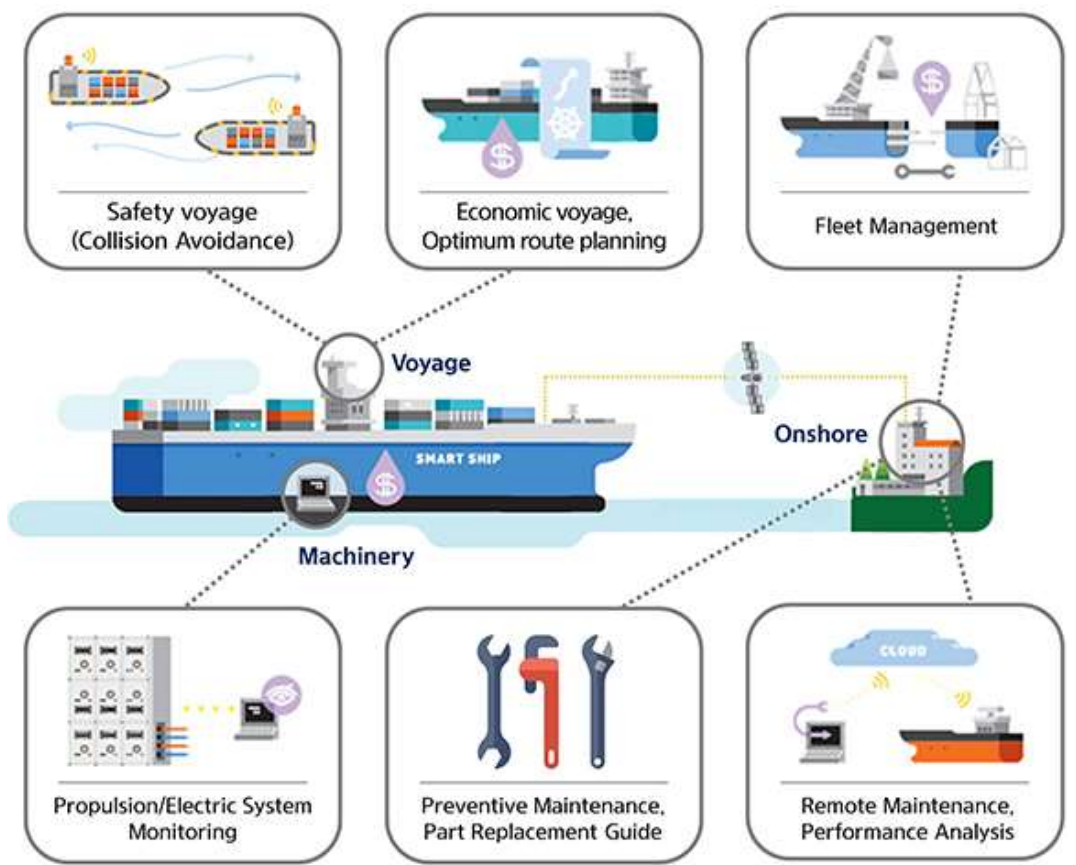 Safety voyage
(Collision Avoidance)
Economic voyage,
Optimum route planning
Fleet Management
Voyage
Onshore
SMART SHIP
Machinery
Propulsion/Electric System
Monitoring
Preventive Maintenance,
Part Replacement Guide
CLOUD
Remote Maintenance,
Performance Analysis